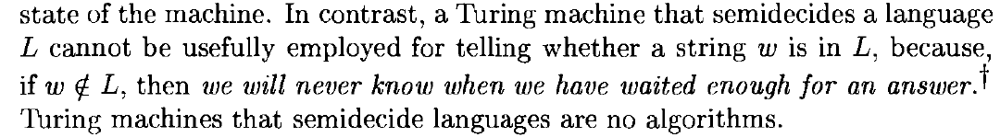 state of the machine. In contrast, a Turing machine that semidecides a language
L cannot be usefully employed for telling whether a string w is in L, because,
if w ∉ L, then we will never know when we have waited enough for an answer.†
Turing machines that semidecide languages are no algorithms.